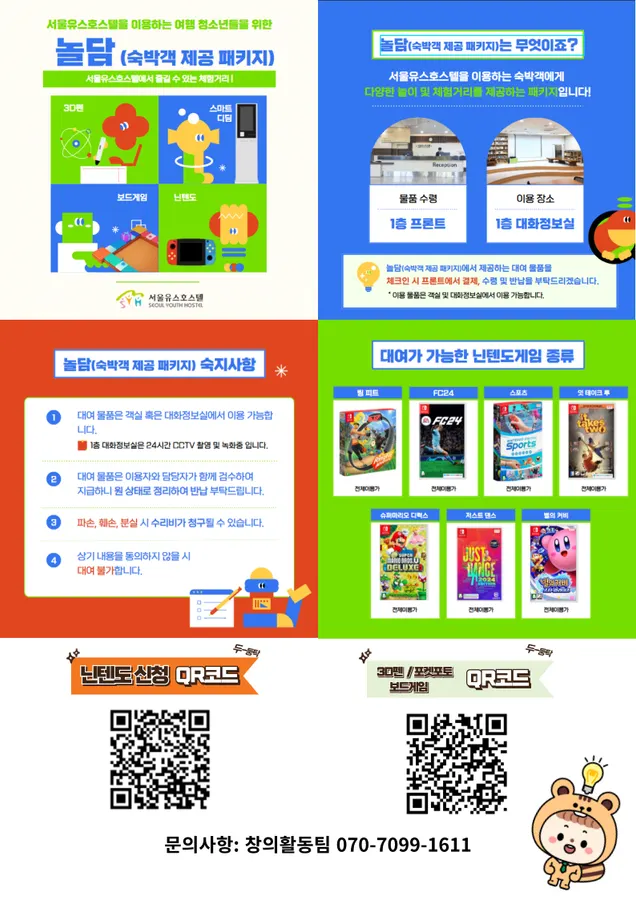 서울유스호스텔을 이용하는 여행 청소년들을 위한
놀담 (숙박객 제공 패키지)
서울유스호스텔에서 즐길 수 있는 체험거리!
3D펜
스마트
디딤
보드게임
닌텐도
SYH
서울유스호스텔
SEOUL YOUTH HOSTEL
놀담(숙박객 제공 패키지)는 무엇이죠?
서울유스호스텔을 이용하는 숙박객에게
다양한 놀이 및 체험거리를 제공하는 패키지입니다!
Reception
물품 수령
1층 프론트
이용 장소
1층 대화정보실
놀담(숙박객 제공 패키지)에서 제공하는 대여 물품을
체크인 시 프론트에서 결제, 수령 및 반납을 부탁드리겠습니다.
* 이용 물품은 객실 및 대화정보실에서 이용 가능합니다.
놀담(숙박객 제공 패키지) 숙지사항
1 대여 물품은 객실 혹은 대화정보실에서 이용 가능합
니다.
1층 대화정보실은 24시간 CCTV 촬영 및 녹화중 입니다.
2 대여 물품은 이용자와 담당자가 함께 검수하여
지급하니 원 상태로 정리하여 반납 부탁드립니다.
3 파손, 훼손, 분실 시 수리비가 청구될 수 있습니다.
4 상기 내용을 동의하지 않을 시
대여 불가합니다.
대여가 가능한 닌텐도게임 종류
링 피트
FC24
스포츠
잇 테이크 투
FC24
Sports
it takes two
전체이용가
전체이용가
전체이용가
전체이용가
슈퍼마리오 디럭스
저스트 댄스
별의 커비
SUPER MARIO BROS. U DELUXE
JUST DANCE 2024 EDITION
별의 커비
전체이용가
전체이용가
전체이용가
두-둥탁
닌텐도 신청 QR코드
두-둥탁
3D펜 / 포켓포토
보드게임
QR코드
문의사항: 창의활동팀 070-7099-1611